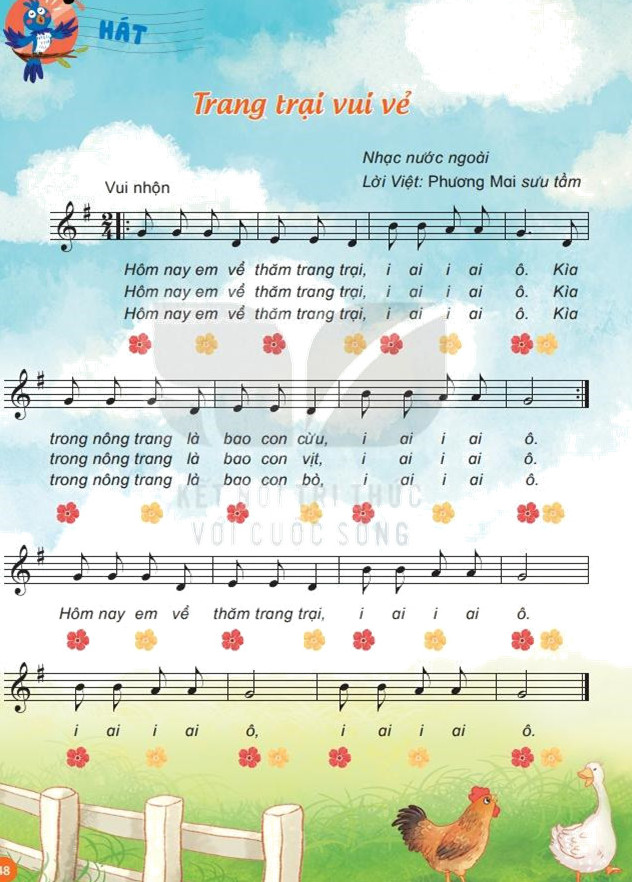 HÁT
Trang trại vui vẻ
Nhạc nước ngoài
Lời Việt: Phương Mai sưu tầm
Vui nhộn
2
4
Hôm nay em về thăm trang trại, i ai i ai ô. Kìa
Hôm nay em về thăm trang trại, i ai i ai ô. Kìa
Hôm nay em về thăm trang trại, i ai i ai ô. Kìa
trong nông trang là bao con cừu, i ai i ai ô.
trong nông trang là bao con vịt, i ai i ai ô.
trong nông trang là bao con bò, i ai i ai ô.
KẾT NỐI TRI THỨC
VỚI CUỘC SỐNG
Hôm nay em về thăm trang trại, i ai i ai ô.
i ai i ai ô, i ai i ai ô.
48